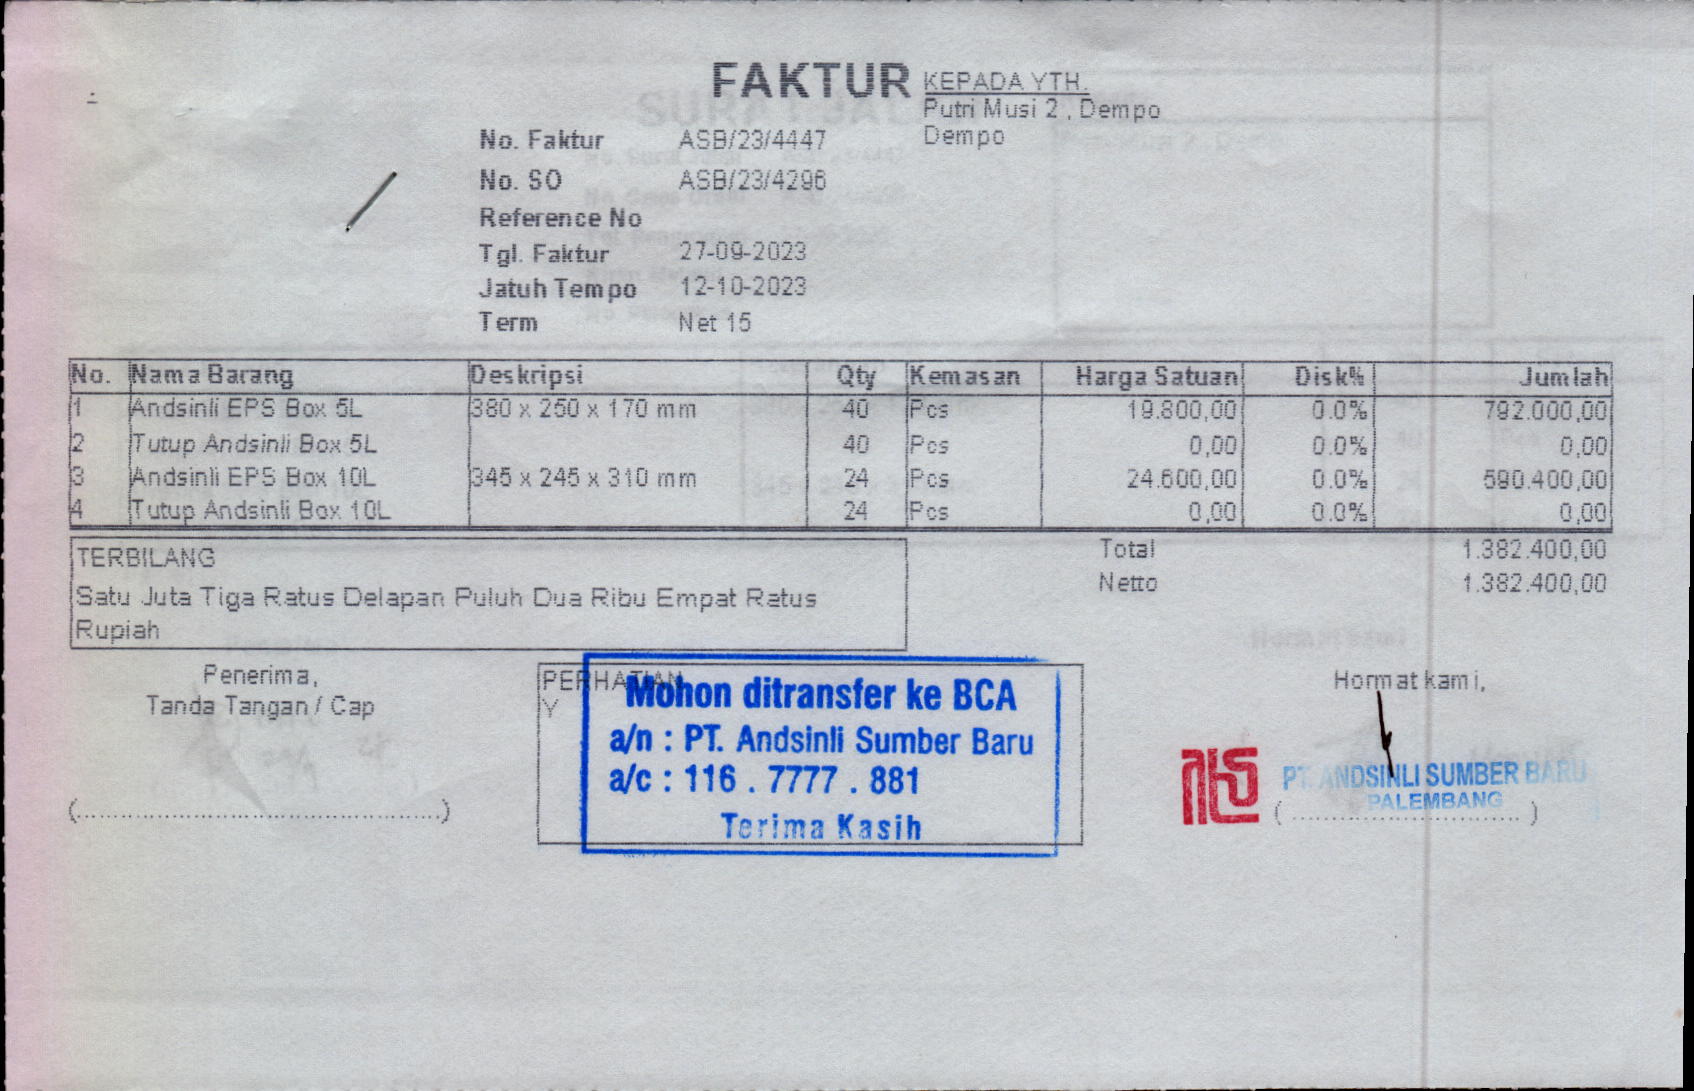 FAKTUR
KEPADA YTH.
Putri Musi 2 , Dempo
Dempo
No. Faktur ASB/23/4447
No. SO ASB/23/4296
Reference No
Tgl. Faktur 27-09-2023
Jatuh Tempo 12-10-2023
Term Net 15
No. Nama Barang Deskripsi Qty Kemasan Harga Satuan Disk% Jumlah
1 Andsinli EPS Box 5L 380 x 250 x 170 mm 40 Pcs 19.800,00 0.0% 792.000,00
2 Tutup Andsinli Box 5L 40 Pcs 0,00 0.0% 0,00
3 Andsinli EPS Box 10L 345 x 245 x 310 mm 24 Pcs 24.600,00 0.0% 590.400,00
4 Tutup Andsinli Box 10L 24 Pcs 0,00 0.0% 0,00
TERBILANG
Satu Juta Tiga Ratus Delapan Puluh Dua Ribu Empat Ratus
Rupiah
Total 1.382.400,00
Netto 1.382.400,00
Penerima,
Tanda Tangan / Cap
(..........................................)
PERHATIAN
Y
Mohon ditransfer ke BCA
a/n : PT. Andsinli Sumber Baru
a/c : 116 . 7777 . 881
Terima Kasih
Hormat kami,
PT. ANDSINLI SUMBER BARU
PALEMBANG
( ............................. )